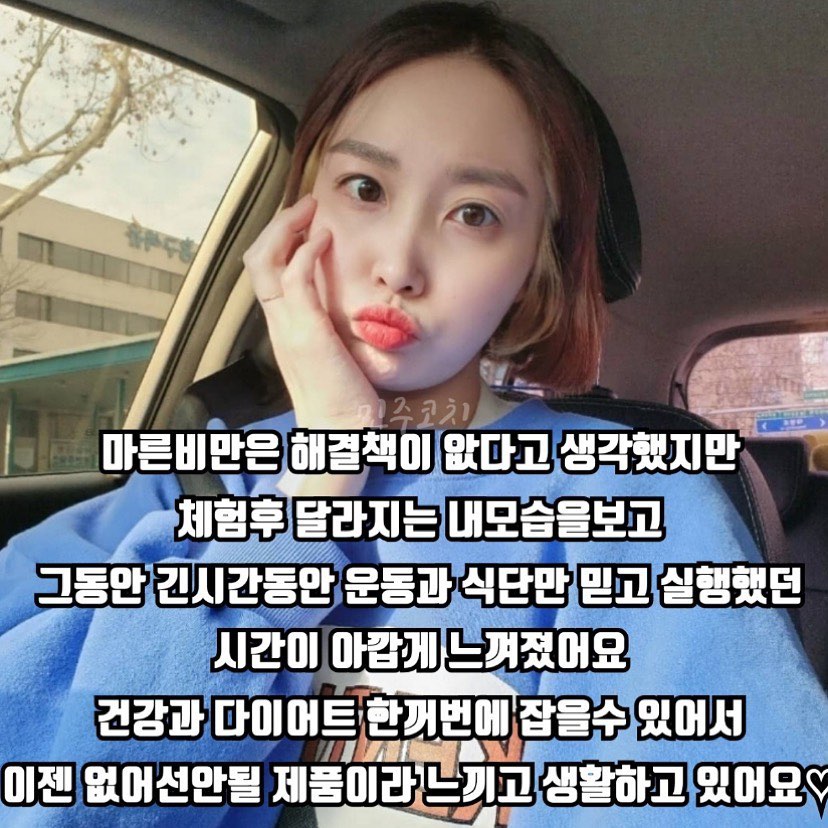 민주코치
마른비만은 해결책이 앖다고 생각했지만
체험후 달라지는 내모습을보고
그동안 긴시간동안 운동과 식단만 믿고 실행했던
시간이 아깝게 느껴졌어요
건강과 다이어트 한꺼번에 잡을수 있어서
이젠 없어선안될 제품이라 느끼고 생활하고 있어요♡